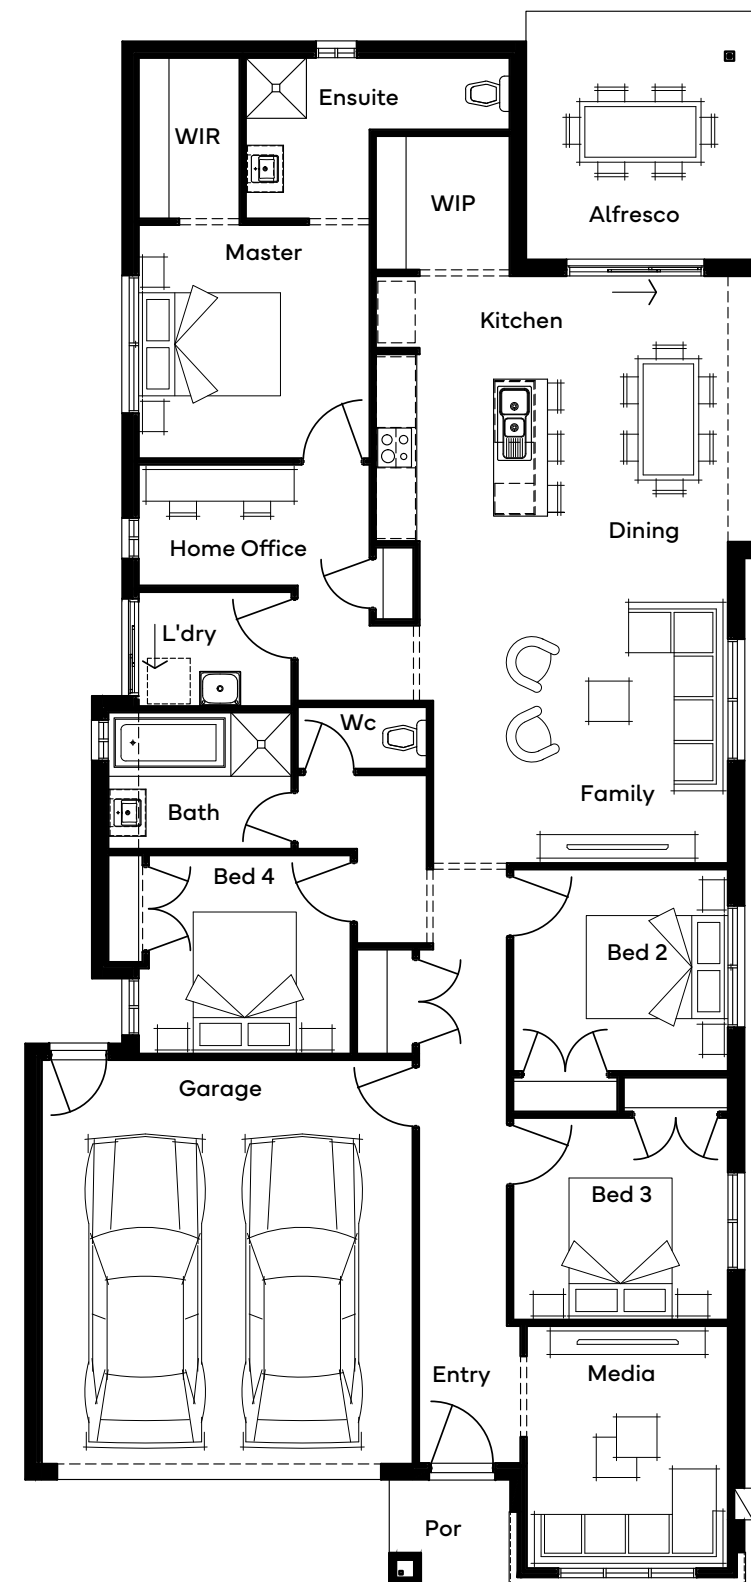 Ensuite
WIR
WIP
Alfresco
Master
Kitchen
Dining
Home Office
L'dry
Wc
Family
Bath
Bed 4
Bed 2
Garage
Bed 3
Entry
Media
Por